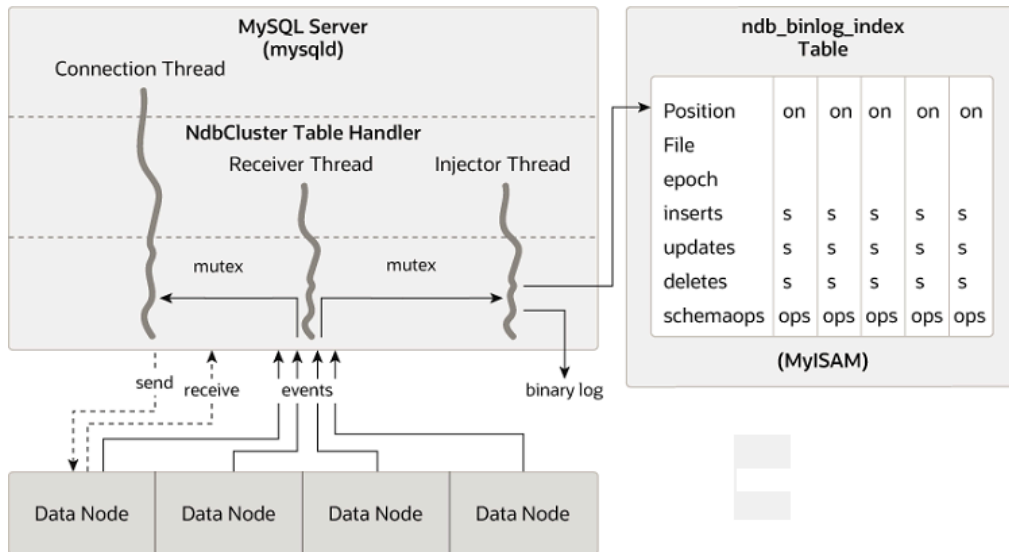 MySQL Server
(mysqld)
Connection Thread
NdbCluster Table Handler
Receiver Thread
Injector Thread
mutex
mutex
send
receive
events
binary log
Data Node
Data Node
Data Node
Data Node
ndb_binlog_index
Table
Position on on on on on
File
epoch
inserts s s s s s
updates s s s s s
deletes s s s s s
schemaops ops ops ops ops ops
(MyISAM)